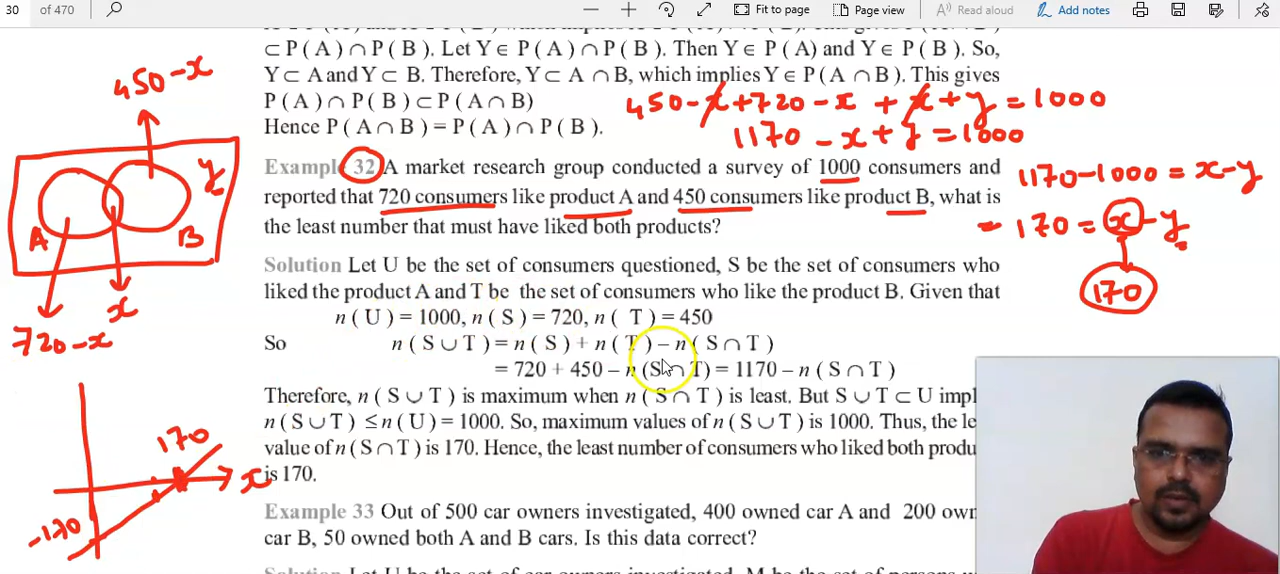 30 of 470
Fit to page
Page view
Read aloud
Add notes
⊂ P ( A ) ∩ P ( B ). Let Y ∈ P ( A ) ∩ P ( B ). Then Y ∈ P ( A) and Y ∈ P ( B ). So,
Y ⊂ A and Y ⊂ B. Therefore, Y ⊂ A ∩ B, which implies Y ∈ P ( A ∩ B ). This gives
P ( A ) ∩ P ( B ) ⊂ P ( A ∩ B )
Hence P ( A ∩ B ) = P ( A ) ∩ P ( B ).
450-x+720-x+x+y=1000
1170-x+y=1000
Example 32 A market research group conducted a survey of 1000 consumers and
reported that 720 consumers like product A and 450 consumers like product B, what is
the least number that must have liked both products?
1170-1000=x-y
=170=x-y
170
450-x
A
B
y
720-x
x
Solution Let U be the set of consumers questioned, S be the set of consumers who
liked the product A and T be the set of consumers who like the product B. Given that
n ( U ) = 1000, n ( S ) = 720, n ( T ) = 450
So n ( S ∪ T ) = n ( S ) + n ( T ) – n ( S ∩ T )
= 720 + 450 – n (S ∩ T) = 1170 – n ( S ∩ T )
Therefore, n ( S ∪ T ) is maximum when n ( S ∩ T ) is least. But S ∪ T ⊂ U impl
n ( S ∪ T ) ≤ n ( U ) = 1000. So, maximum values of n ( S ∪ T ) is 1000. Thus, the le
value of n ( S ∩ T ) is 170. Hence, the least number of consumers who liked both produ
is 170.
170
x
-170
Example 33 Out of 500 car owners investigated, 400 owned car A and 200 own
car B, 50 owned both A and B cars. Is this data correct?